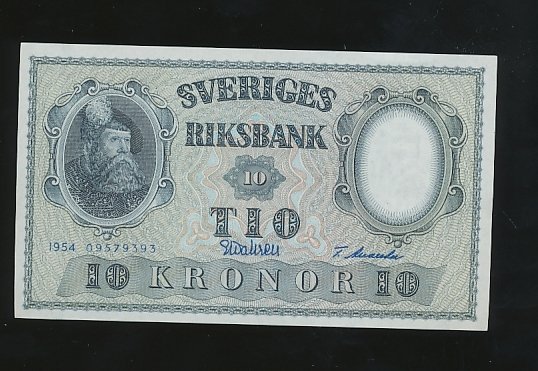 SVERIGES
RIKSBANK
10
TIO
1954 09579393
10 KRONOR 10